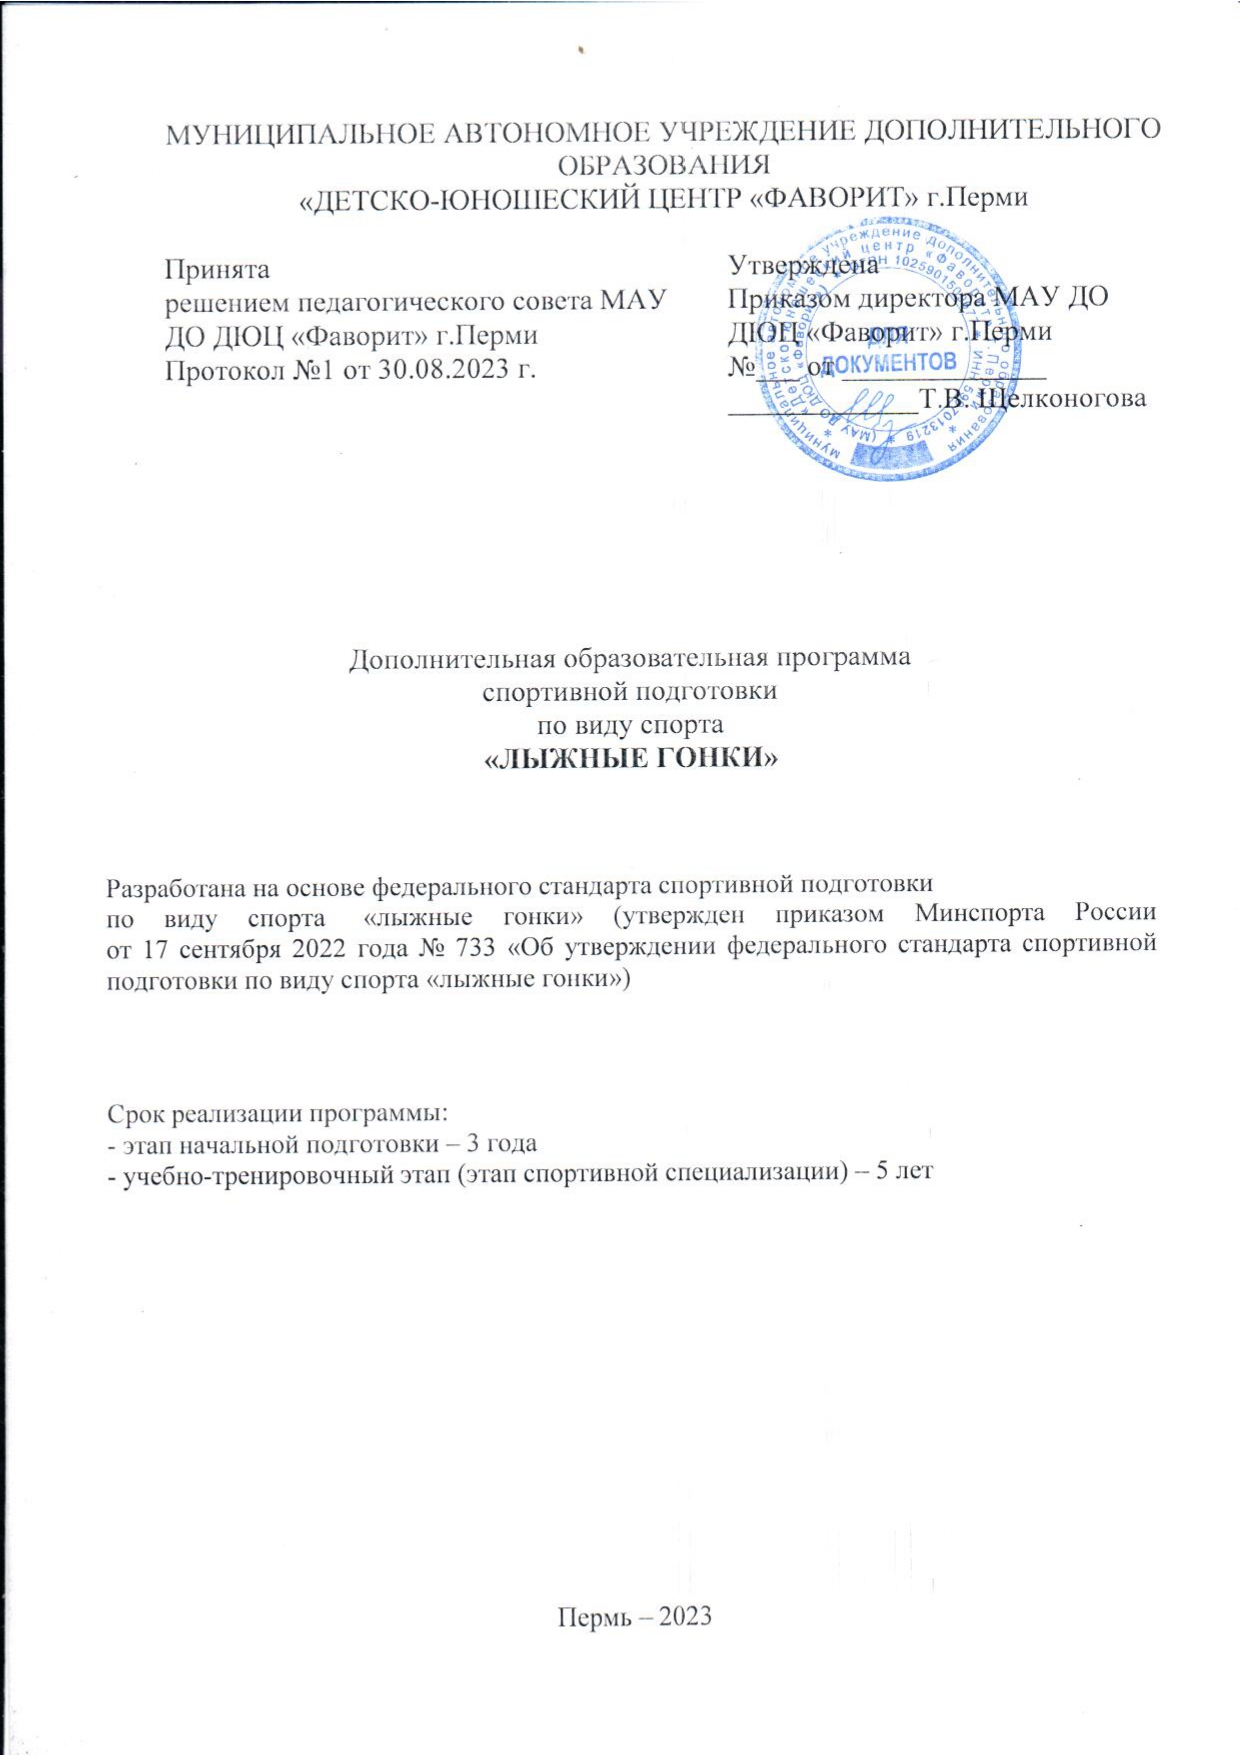 МУНИЦИПАЛЬНОЕ АВТОНОМНОЕ УЧРЕЖДЕНИЕ ДОПОЛНИТЕЛЬНОГО
ОБРАЗОВАНИЯ
«ДЕТСКО-ЮНОШЕСКИЙ ЦЕНТР «ФАВОРИТ» г.Перми
Принята
решением педагогического совета МАУ
ДО ДЮЦ «Фаворит» г.Перми
Протокол №1 от 30.08.2023 г.
Утверждена
Приказом директора МАУ ДО
ДЮЦ «Фаворит» г.Перми
№___ от ______________
_____________Т.В. Щелконогова
ДЛЯ
ДОКУМЕНТОВ
Дополнительная образовательная программа
спортивной подготовки
по виду спорта
«ЛЫЖНЫЕ ГОНКИ»
Разработана на основе федерального стандарта спортивной подготовки
по виду спорта «лыжные гонки» (утвержден приказом Минспорта России
от 17 сентября 2022 года № 733 «Об утверждении федерального стандарта спортивной
подготовки по виду спорта «лыжные гонки»)
Срок реализации программы:
- этап начальной подготовки – 3 года
- учебно-тренировочный этап (этап спортивной специализации) – 5 лет
Пермь – 2023